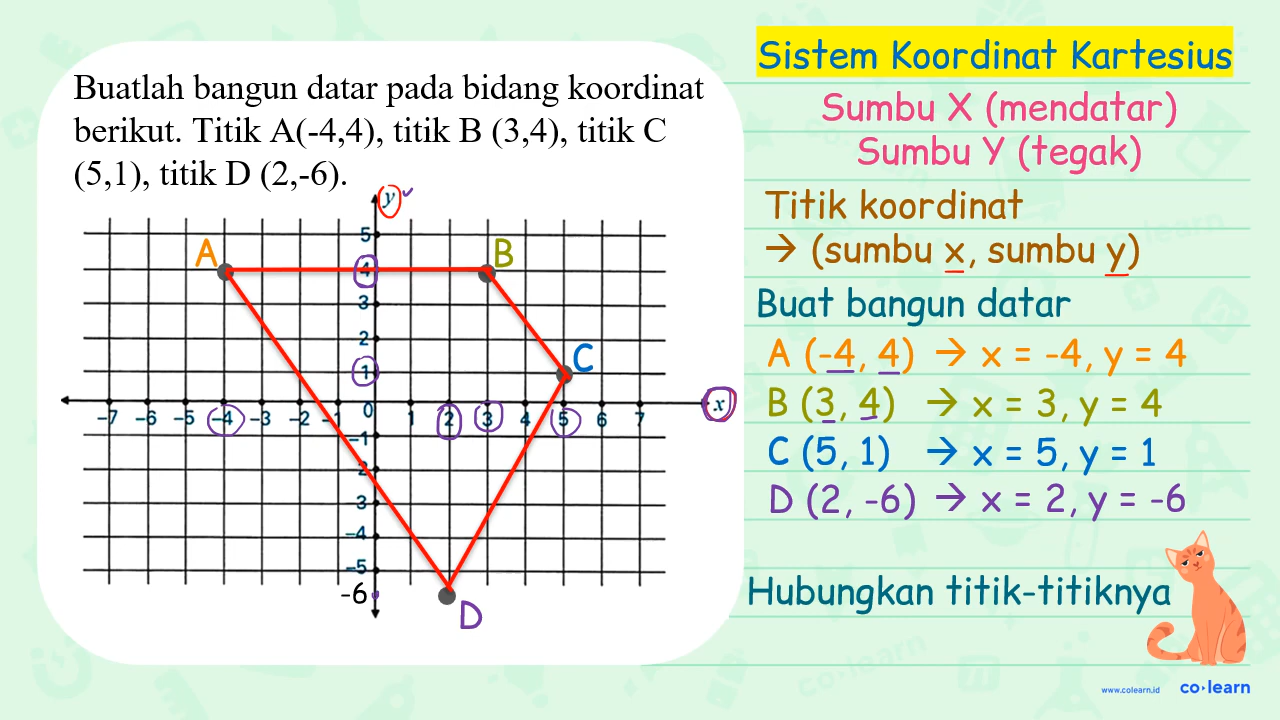 Buatlah bangun datar pada bidang koordinat
berikut. Titik A(-4,4), titik B (3,4), titik C
(5,1), titik D (2,-6).
y
5
A
B
4
3
2
C
1
x
-7 -6 -5 -4 -3 -2 -1 0 1 2 3 4 5 6 7
-1
2
3
-4
-5
-6
D
Sistem Koordinat Kartesius
Sumbu X (mendatar)
Sumbu Y (tegak)
Titik koordinat
→ (sumbu x, sumbu y)
Buat bangun datar
A (-4, 4) → x = -4, y = 4
B (3, 4) → x = 3, y = 4
C (5, 1) → x = 5, y = 1
D (2, -6) → x = 2, y = -6
Hubungkan titik-titiknya
www.colearn.id co·learn